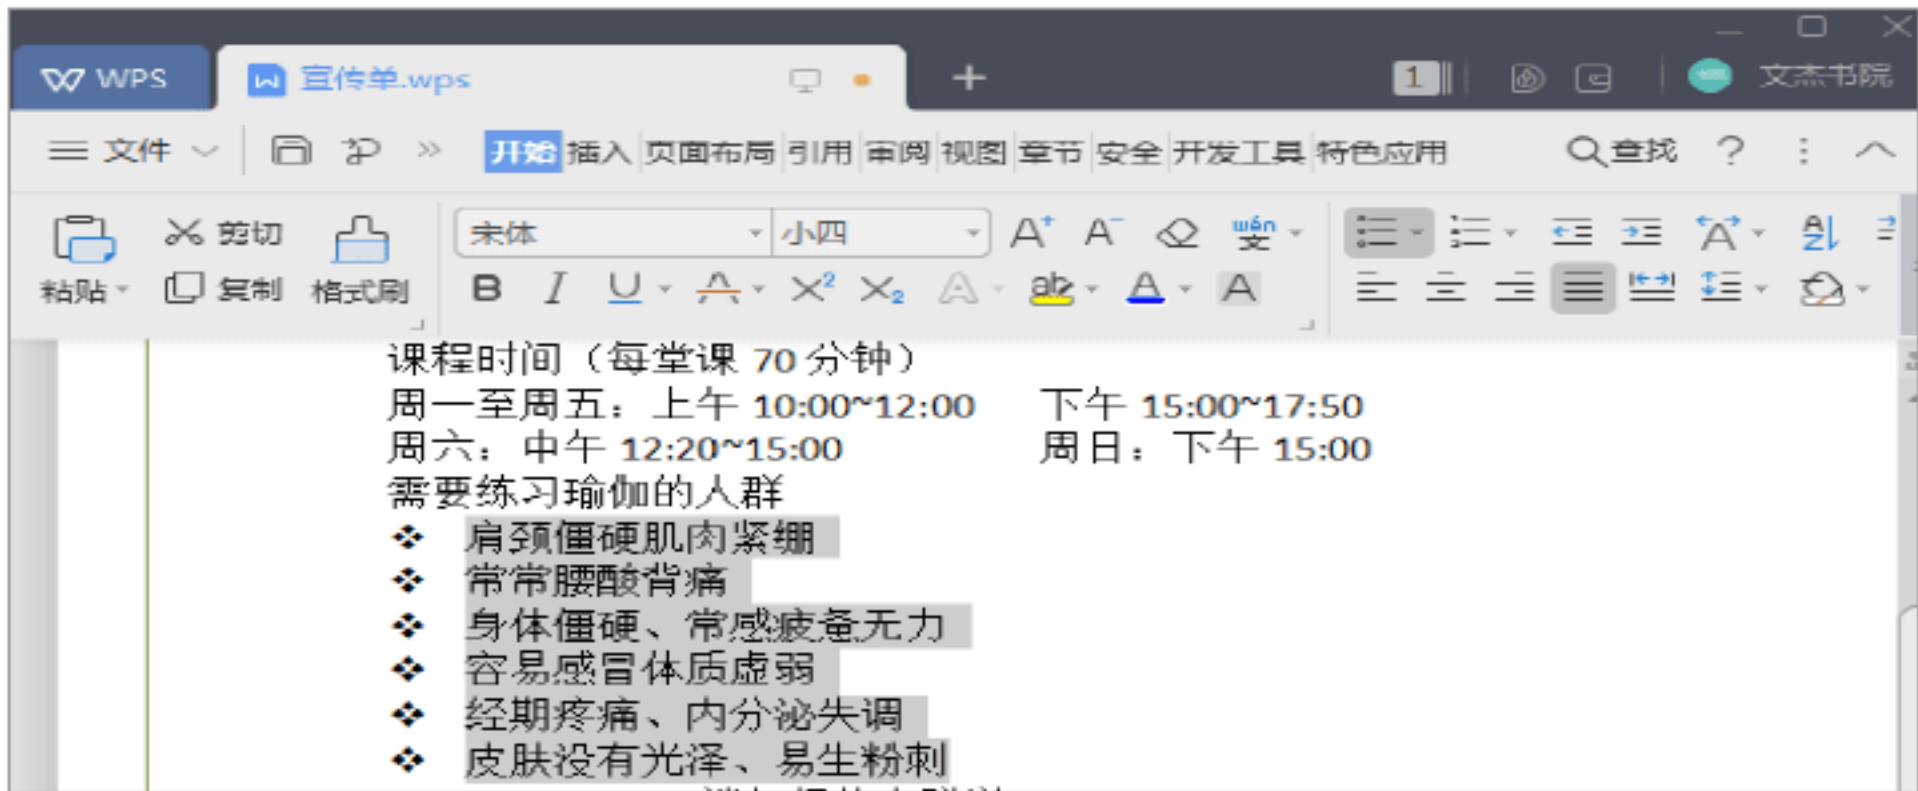 WPS 宣传单.wps 1 文杰书院
文件 开始 插入 页面布局 引用 审阅 视图 章节 安全 开发工具 特色应用 查找 ?
剪切 宋体 小四 A+ A- wén文
粘贴 复制 格式刷 B I U A X² X₂ A ab A A
课程时间（每堂课 70 分钟）
周一至周五：上午 10:00~12:00 下午 15:00~17:50
周六：中午 12:20~15:00 周日：下午 15:00
需要练习瑜伽的人群
❖ 肩颈僵硬肌肉紧绷
❖ 常常腰酸背痛
❖ 身体僵硬、常感疲惫无力
❖ 容易感冒体质虚弱
❖ 经期疼痛、内分泌失调
❖ 皮肤没有光泽、易生粉刺